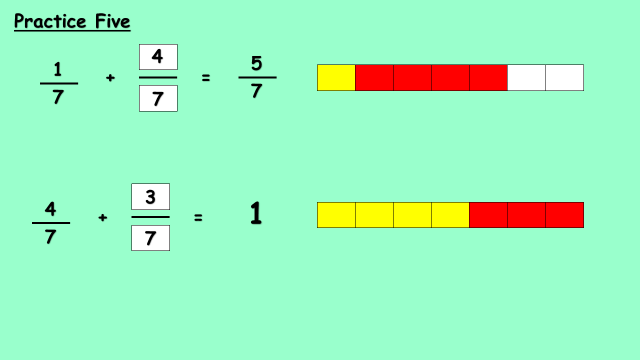 Practice Five
1/7 + 4/7 = 5/7
4/7 + 3/7 = 1